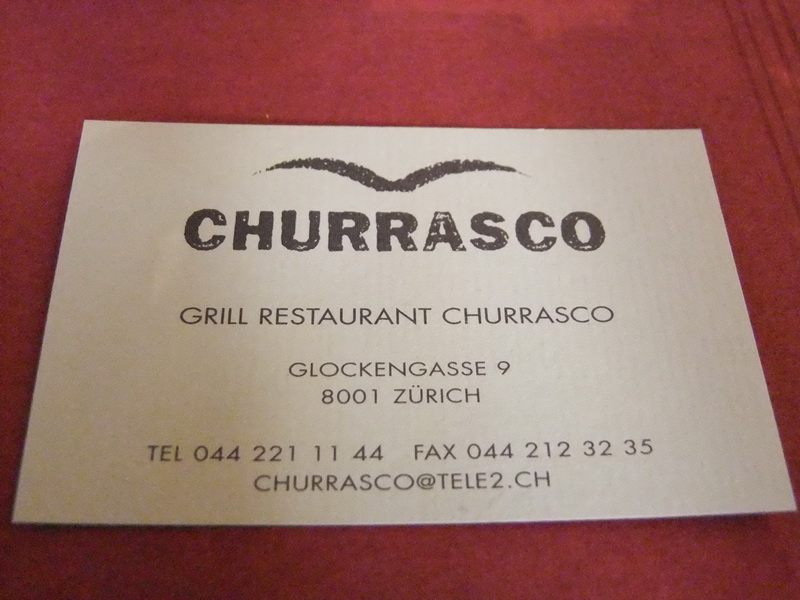 CHURRASCO
GRILL RESTAURANT CHURRASCO
GLOCKENGASSE 9
8001 ZÜRICH
TEL 044 221 11 44 FAX 044 212 32 35
CHURRASCO@TELE2.CH